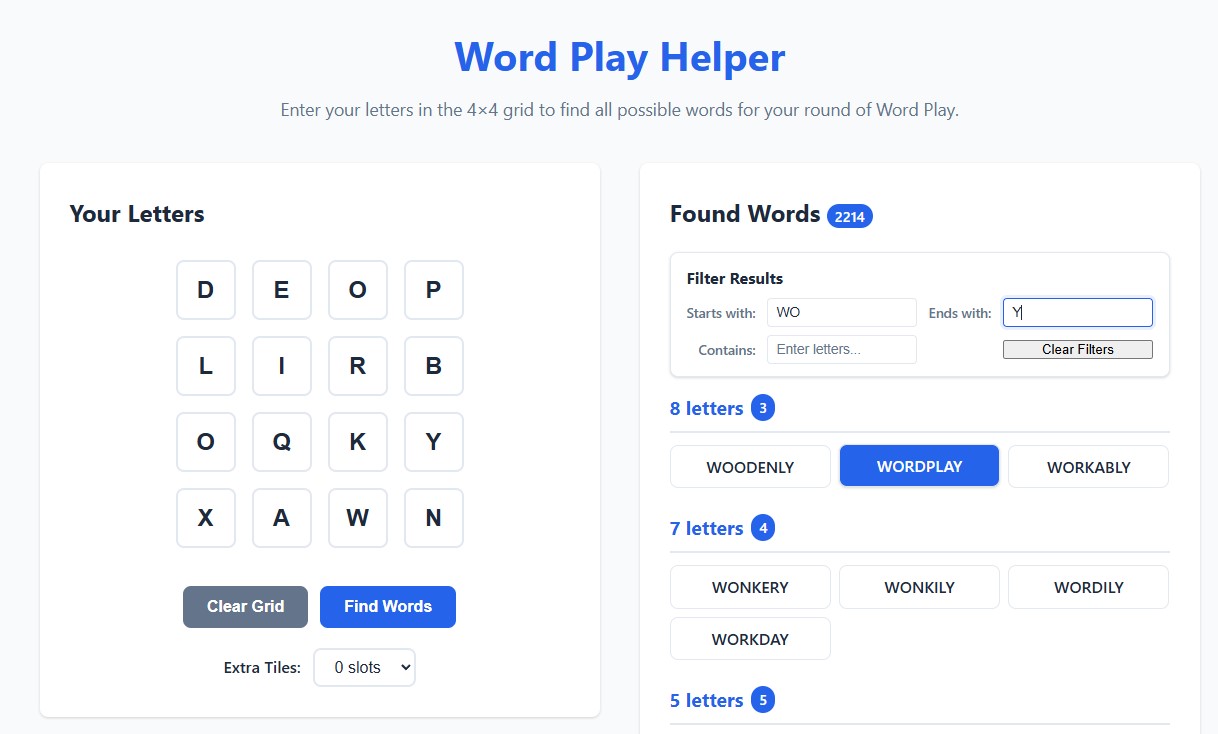 Word Play Helper
Enter your letters in the 4×4 grid to find all possible words for your round of Word Play.
Your Letters
D E O P
L I R B
O Q K Y
X A W N
Clear Grid Find Words
Extra Tiles: 0 slots
Found Words 2214
Filter Results
Starts with: WO Ends with: Y
Contains: Enter letters... Clear Filters
8 letters 3
WOODENLY WORDPLAY WORKABLY
7 letters 4
WONKERY WONKILY WORDILY
WORKDAY
5 letters 5